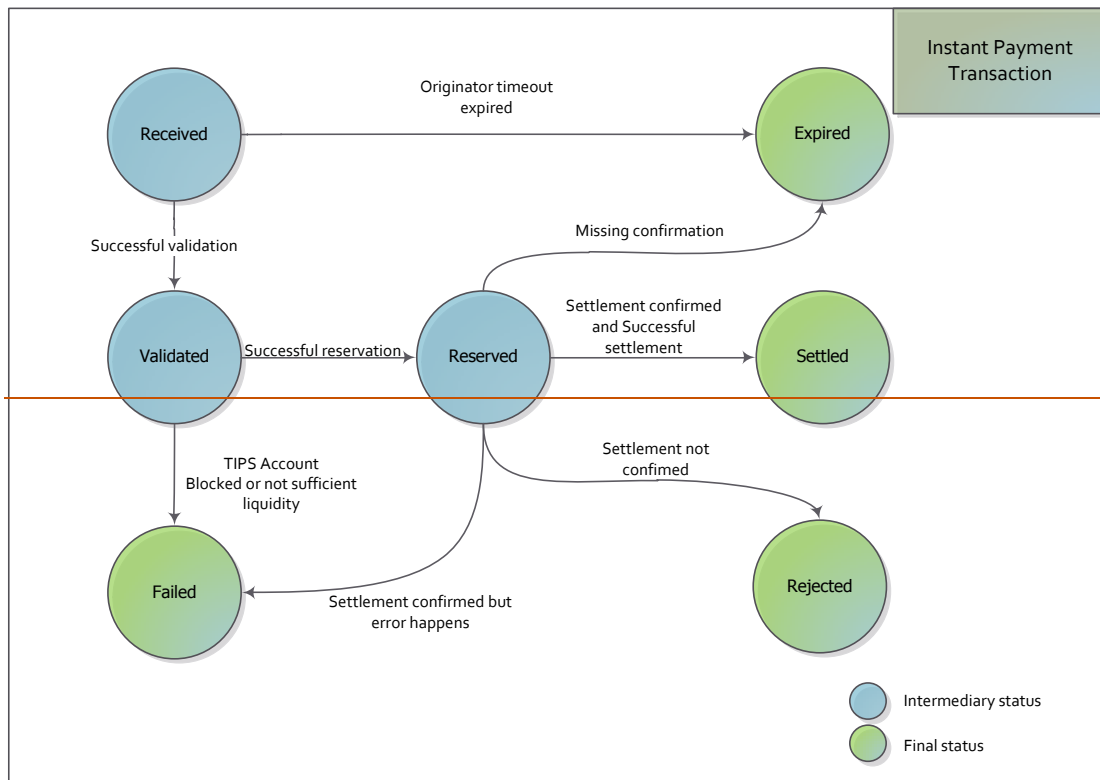 Instant Payment
Transaction
Originator timeout
expired
Received
Expired
Missing confirmation
Successful validation
Settlement confirmed
and Successful
settlement
Validated
Successful reservation
Reserved
Settled
Settlement not
confimed
TIPS Account
Blocked or not sufficient
liquidity
Failed
Rejected
Settlement confirmed but
error happens
Intermediary status
Final status